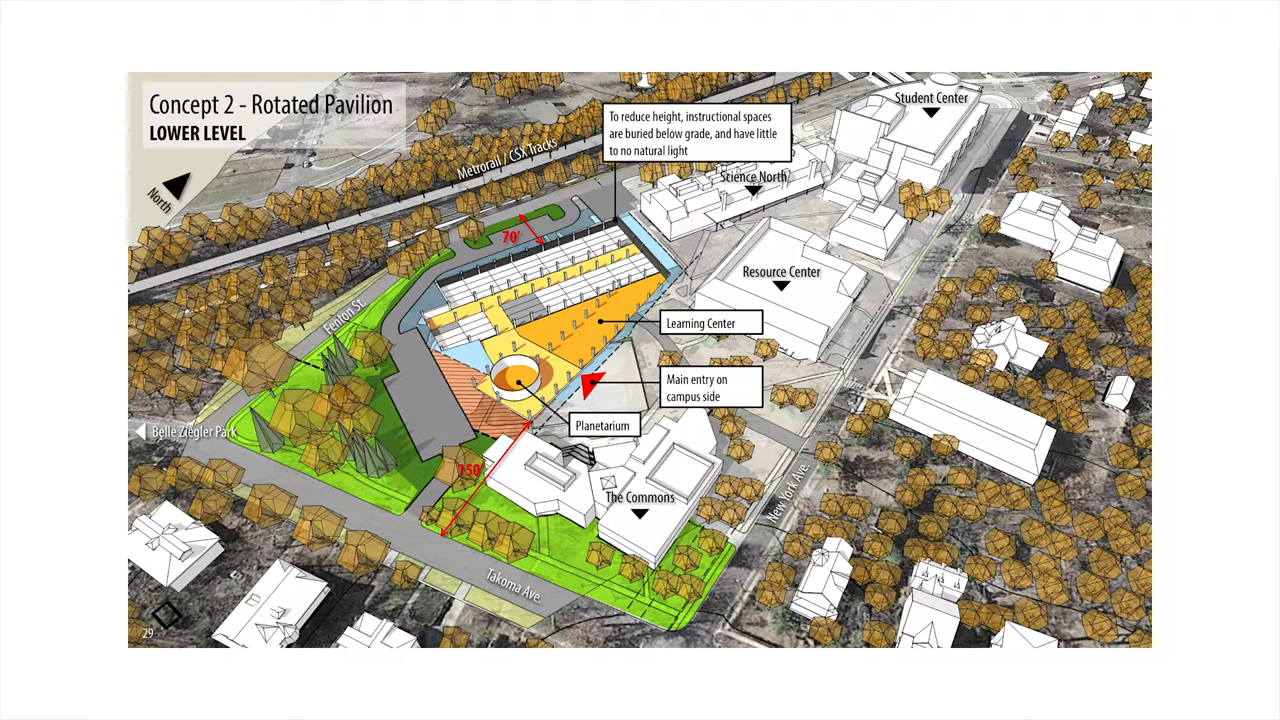 Concept 2 - Rotated Pavilion
LOWER LEVEL
North
Metrorail / CSX Tracks
To reduce height, instructional spaces
are buried below grade, and have little
to no natural light
Student Center
Science North
70'
Resource Center
Fenton St.
Learning Center
Main entry on
campus side
Planetarium
Belle Ziegler Park
150'
The Commons
New York Ave.
Takoma Ave.
29